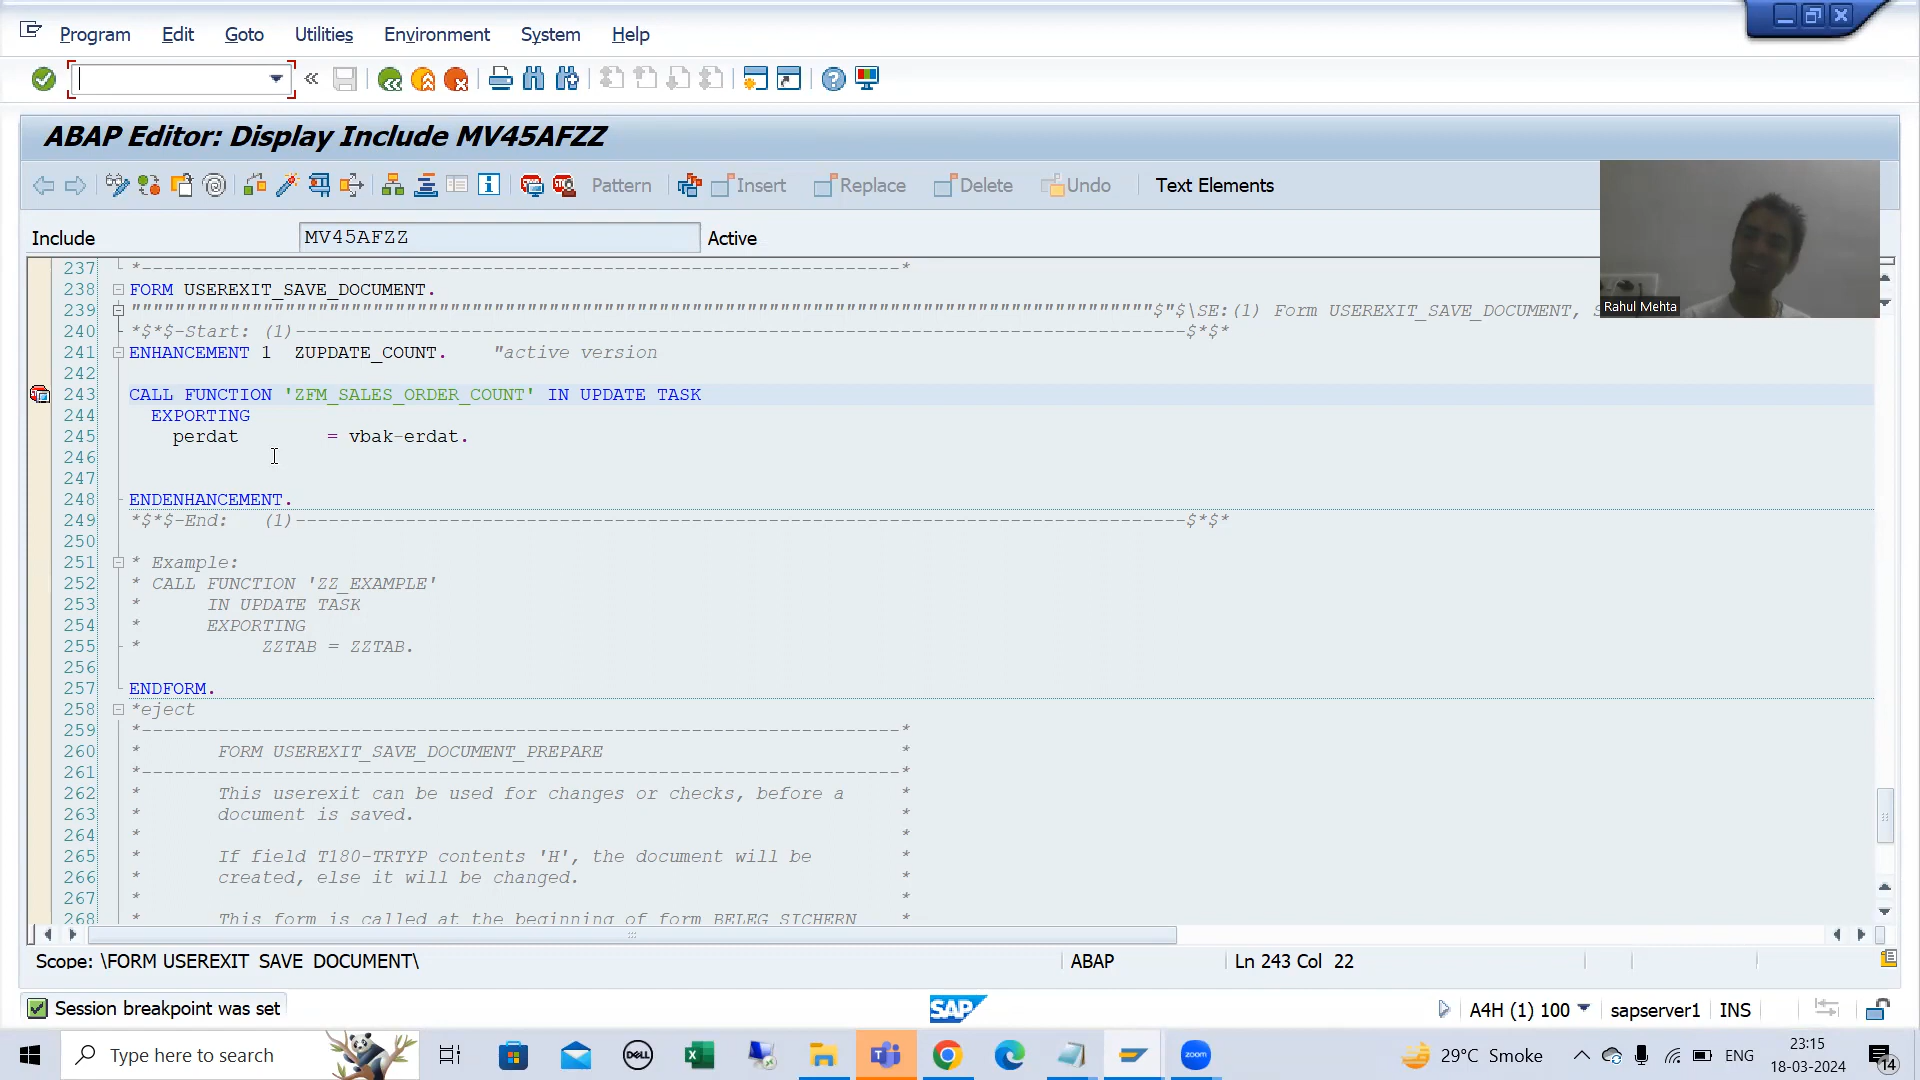 Program Edit Goto Utilities Environment System Help
ABAP Editor: Display Include MV45AFZZ
Pattern Insert Replace Delete Undo Text Elements
Include MV45AFZZ Active
Rahul Mehta
237 *---------------------------------------------------------------------*
238 FORM USEREXIT_SAVE_DOCUMENT.
239 """"""""""""""""""""""""""""""""""""""""""""""""""""""""""""""""""""""""""""""""""""""""""""""$"$\SE:(1) Form USEREXIT_SAVE_DOCUMENT, S
240 *$*$-Start: (1)---------------------------------------------------------------------------------$*$*
241 ENHANCEMENT 1  ZUPDATE_COUNT.    "active version
242
243 CALL FUNCTION 'ZFM_SALES_ORDER_COUNT' IN UPDATE TASK
244   EXPORTING
245     perdat        = vbak-erdat.
246
247
248 ENDENHANCEMENT.
249 *$*$-End:   (1)---------------------------------------------------------------------------------$*$*
250
251 * Example:
252 * CALL FUNCTION 'ZZ_EXAMPLE'
253 *      IN UPDATE TASK
254 *      EXPORTING
255 *           ZZTAB = ZZTAB.
256
257 ENDFORM.
258 *eject
259 *---------------------------------------------------------------------*
260 *       FORM USEREXIT_SAVE_DOCUMENT_PREPARE                           *
261 *---------------------------------------------------------------------*
262 *       This userexit can be used for changes or checks, before a     *
263 *       document is saved.                                            *
264 *                                                                     *
265 *       If field T180-TRTYP contents 'H', the document will be        *
266 *       created, else it will be changed.                             *
267 *                                                                     *
268 *       This form is called at the beginning of form BELEG_SICHERN    *
Scope: \FORM USEREXIT_SAVE_DOCUMENT\ ABAP Ln 243 Col 22
Session breakpoint was set SAP A4H (1) 100 sapserver1 INS
Type here to search DELL zoom 29°C Smoke ENG 23:15
18-03-2024 14